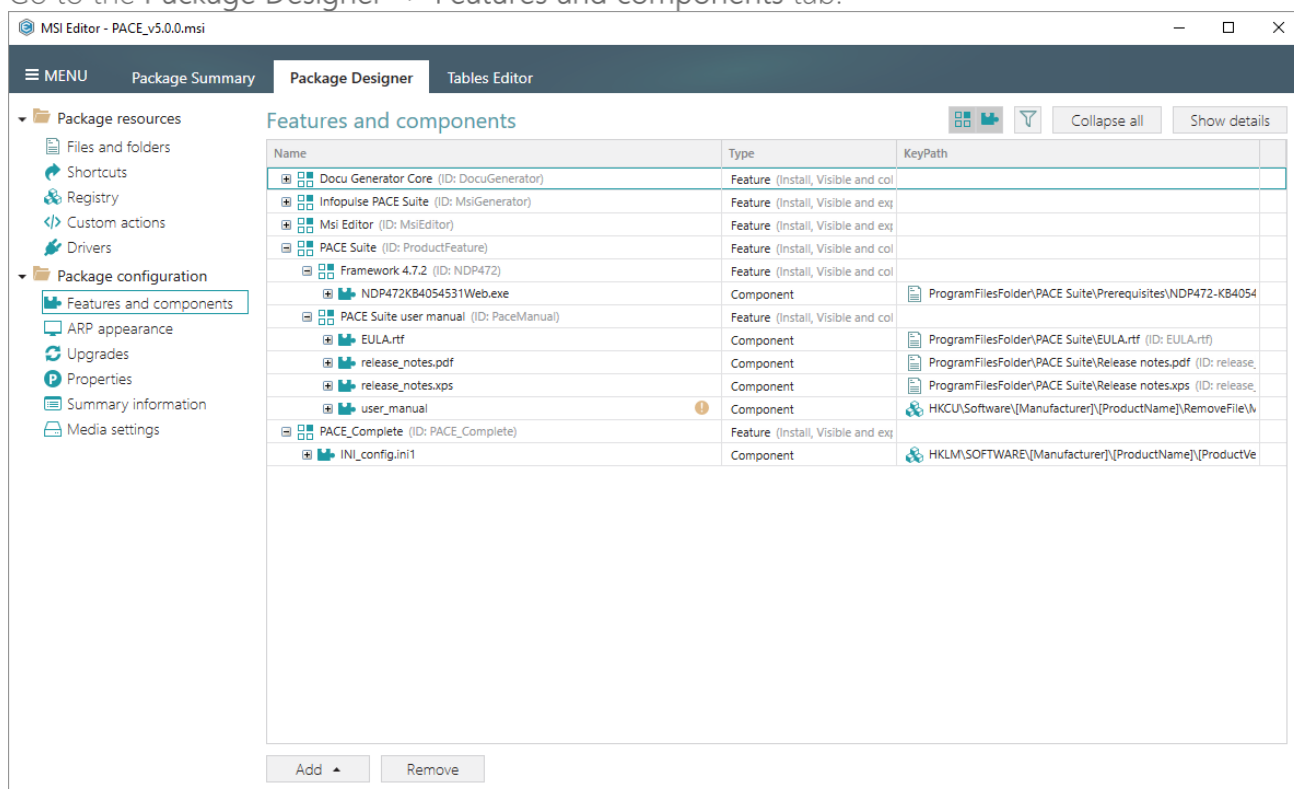 Go to the Package Designer -> Features and components tab.
MSI Editor - PACE_v5.0.0.msi
MENU Package Summary Package Designer Tables Editor
Package resources
Files and folders
Shortcuts
Registry
Custom actions
Drivers
Package configuration
Features and components
ARP appearance
Upgrades
Properties
Summary information
Media settings
Features and components Collapse all Show details
Name Type KeyPath
Docu Generator Core (ID: DocuGenerator) Feature (Install, Visible and col
Infopulse PACE Suite (ID: MsiGenerator) Feature (Install, Visible and exp
Msi Editor (ID: MsiEditor) Feature (Install, Visible and exp
PACE Suite (ID: ProductFeature) Feature (Install, Visible and col
Framework 4.7.2 (ID: NDP472) Feature (Install, Visible and col
NDP472KB4054531Web.exe Component ProgramFilesFolder\PACE Suite\Prerequisites\NDP472-KB4054
PACE Suite user manual (ID: PaceManual) Feature (Install, Visible and col
EULA.rtf Component ProgramFilesFolder\PACE Suite\EULA.rtf (ID: EULA.rtf)
release_notes.pdf Component ProgramFilesFolder\PACE Suite\Release notes.pdf (ID: release_
release_notes.xps Component ProgramFilesFolder\PACE Suite\Release notes.xps (ID: release_
user_manual Component HKCU\Software\[Manufacturer]\[ProductName]\RemoveFile\M
PACE_Complete (ID: PACE_Complete) Feature (Install, Visible and exp
INI_config.ini1 Component HKLM\SOFTWARE\[Manufacturer]\[ProductName]\[ProductVe
Add Remove